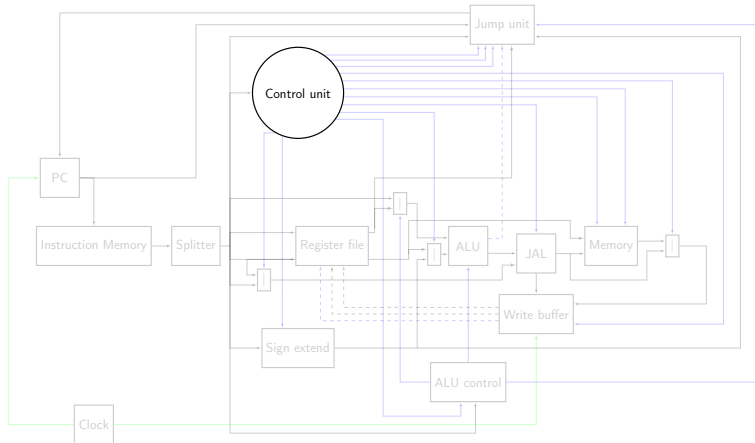 Jump unit
Control unit
PC
Instruction Memory
Splitter
Register file
ALU
JAL
Memory
Write buffer
Sign extend
ALU control
Clock